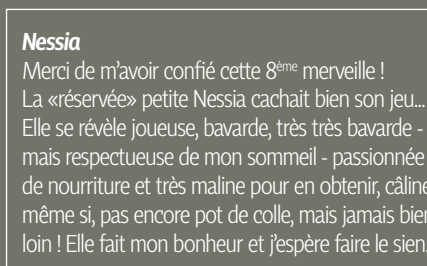 Nessia
Merci de m'avoir confié cette 8ème merveille !
La «réservée» petite Nessia cachait bien son jeu...
Elle se révèle joueuse, bavarde, très très bavarde -
mais respectueuse de mon sommeil - passionnée
de nourriture et très maline pour en obtenir, câline
même si, pas encore pot de colle, mais jamais bien
loin ! Elle fait mon bonheur et j'espère faire le sien.